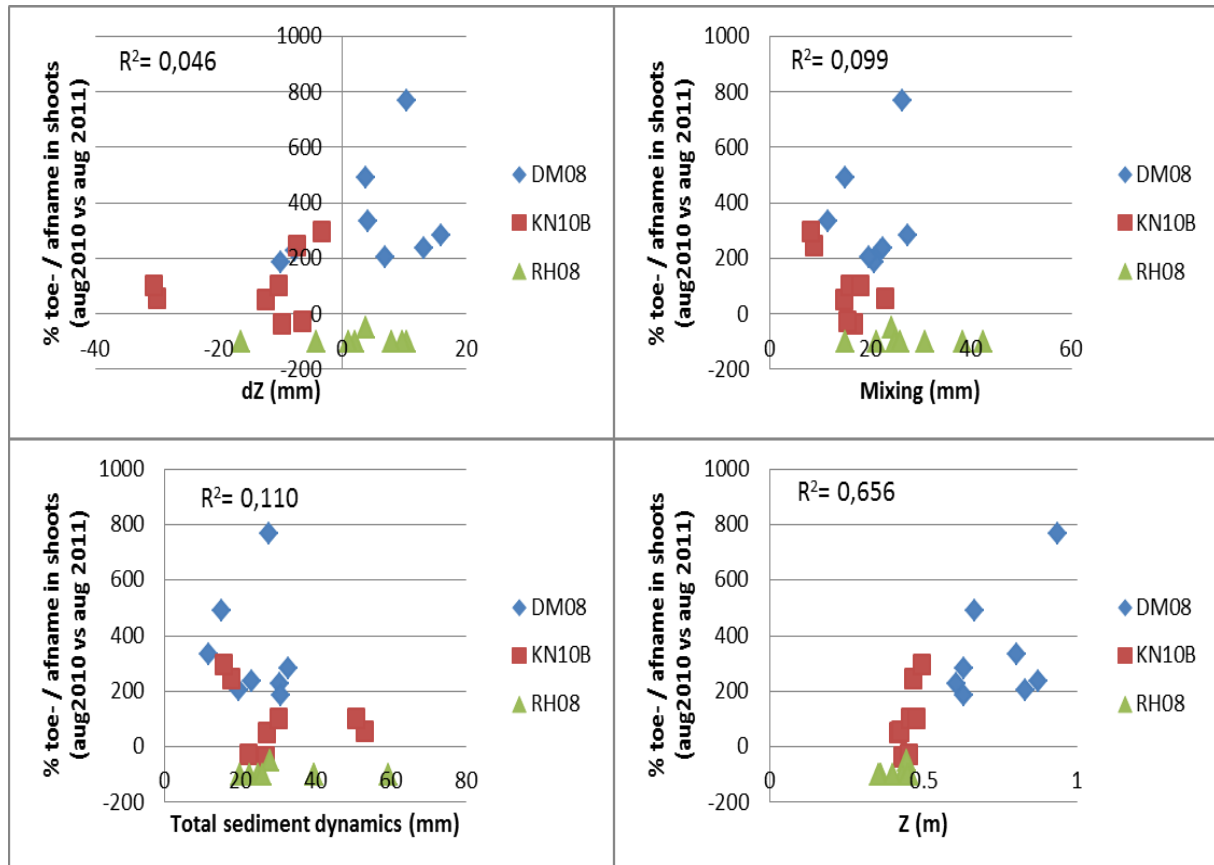 R²= 0,046
1000
800
600
400
200
0
-200
-40
-20
0
20
% toe- / afname in shoots
(aug2010 vs aug 2011)
dZ (mm)
DM08
KN10B
RH08
R²= 0,099
1000
800
600
400
200
0
-200
0
20
40
60
% toe- / afname in shoots
(aug2010 vs aug 2011)
Mixing (mm)
DM08
KN10B
RH08
R²= 0,110
1000
800
600
400
200
0
-200
0
20
40
60
80
% toe- / afname in shoots
(aug2010 vs aug 2011)
Total sediment dynamics (mm)
DM08
KN10B
RH08
R²= 0,656
1000
800
600
400
200
0
-200
0
0.5
1
% toe- / afname in shoots
(aug2010 vs aug 2011)
Z (m)
DM08
KN10B
RH08